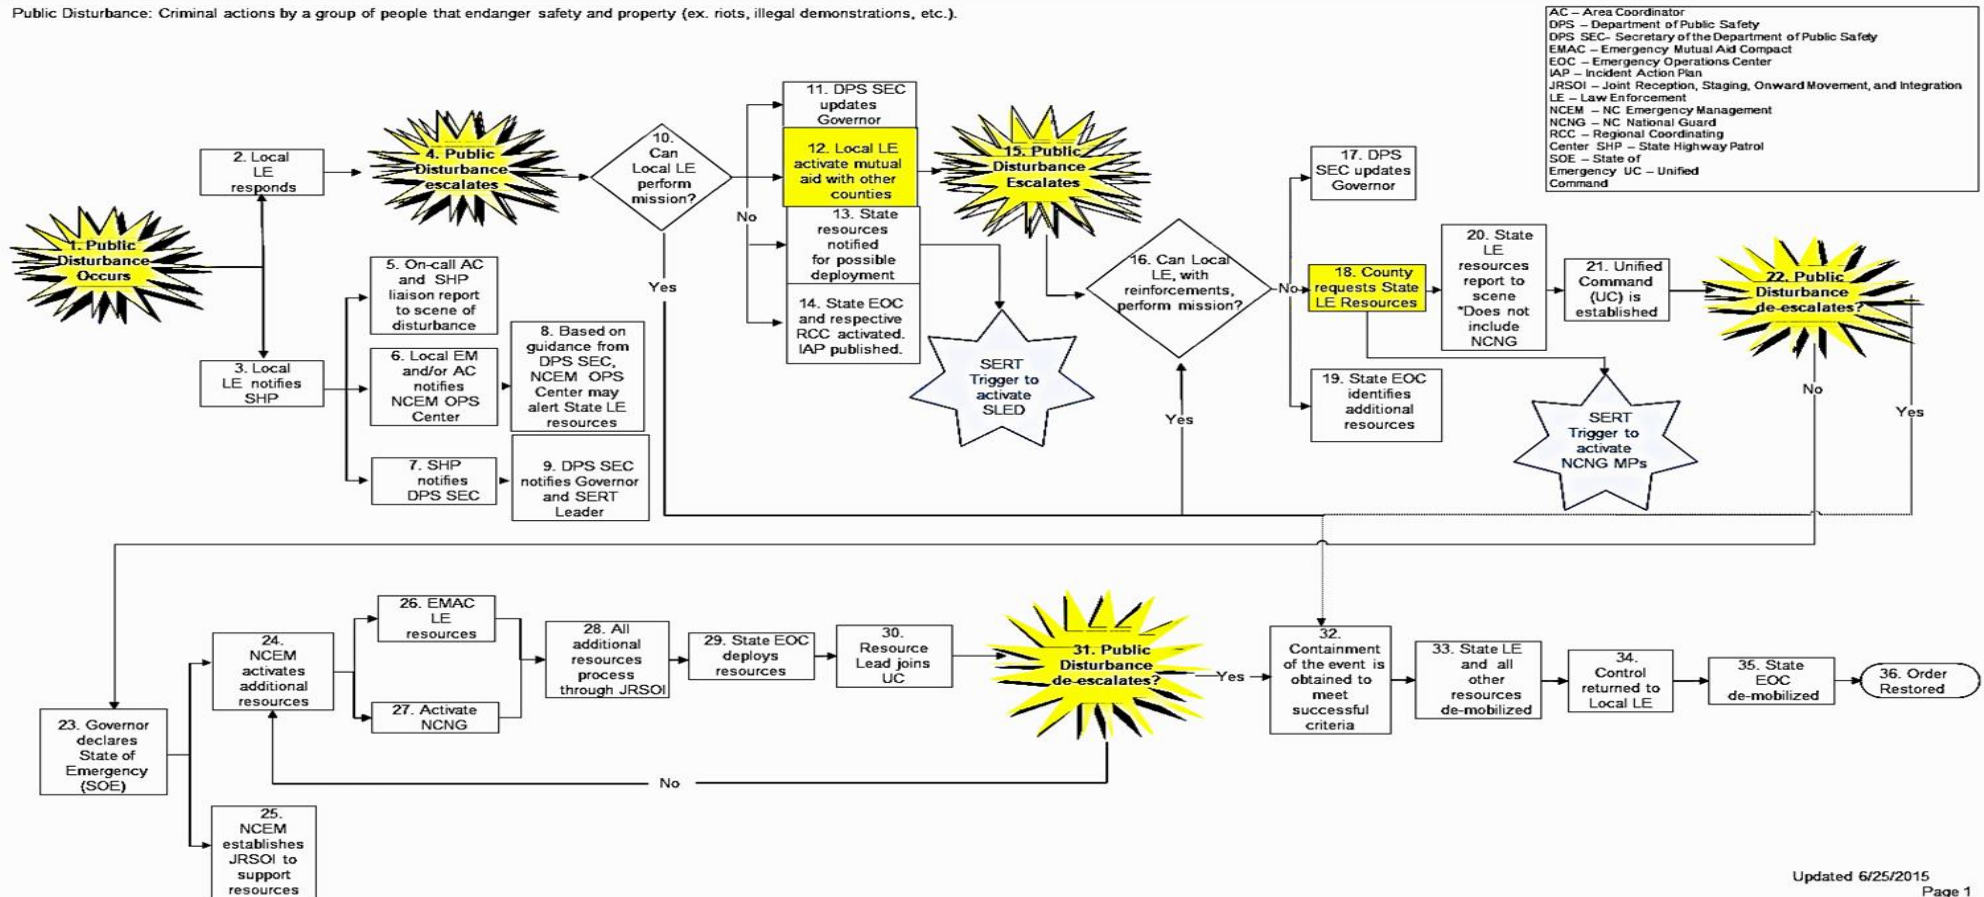 Public Disturbance: Criminal actions by a group of people that endanger safety and property (ex. riots, illegal demonstrations, etc.).
AC – Area Coordinator
DPS – Department of Public Safety
DPS SEC- Secretary of the Department of Public Safety
EMAC – Emergency Mutual Aid Compact
EOC – Emergency Operations Center
IAP – Incident Action Plan
JRSOI – Joint Reception, Staging, Onward Movement, and Integration
LE – Law Enforcement
NCEM – NC Emergency Management
NCNG – NC National Guard
RCC – Regional Coordinating
Center SHP – State Highway Patrol
SOE – State of
Emergency UC – Unified
Command
1. Public
Disturbance
Occurs
2. Local
LE
responds
3. Local
LE notifies
SHP
4. Public
Disturbance
escalates
5. On-call AC
and SHP
liaison report
to scene of
disturbance
6. Local EM
and/or AC
notifies
NCEM OPS
Center
7. SHP
notifies
DPS SEC
8. Based on
guidance from
DPS SEC,
NCEM OPS
Center may
alert State LE
resources
9. DPS SEC
notifies Governor
and SERT
Leader
10.
Can
Local LE
perform
mission?
No
Yes
11. DPS SEC
updates
Governor
12. Local LE
activate mutual
aid with other
counties
13. State
resources
notified
for possible
deployment
14. State EOC
and respective
RCC activated.
IAP published.
SERT
Trigger to
activate
SLED
15. Public
Disturbance
Escalates
16. Can Local
LE, with
reinforcements,
perform mission?
No
Yes
17. DPS
SEC updates
Governor
18. County
requests State
LE Resources
19. State EOC
identifies
additional
resources
20. State
LE
resources
report to
scene
*Does not
include
NCNG
21. Unified
Command
(UC) is
established
SERT
Trigger to
activate
NCNG MPs
22. Public
Disturbance
de-escalates?
No
Yes
23. Governor
declares
State of
Emergency
(SOE)
24.
NCEM
activates
additional
resources
25.
NCEM
establishes
JRSOI to
support
resources
26. EMAC
LE
resources
27. Activate
NCNG
28. All
additional
resources
process
through JRSOI
29. State EOC
deploys
resources
30.
Resource
Lead joins
UC
31. Public
Disturbance
de-escalates?
No
Yes
32.
Containment
of the event is
obtained to
meet
successful
criteria
33. State LE
and all
other
resources
de-mobilized
34.
Control
returned to
Local LE
35. State
EOC
de-mobilized
36. Order
Restored
Updated 6/25/2015
Page 1